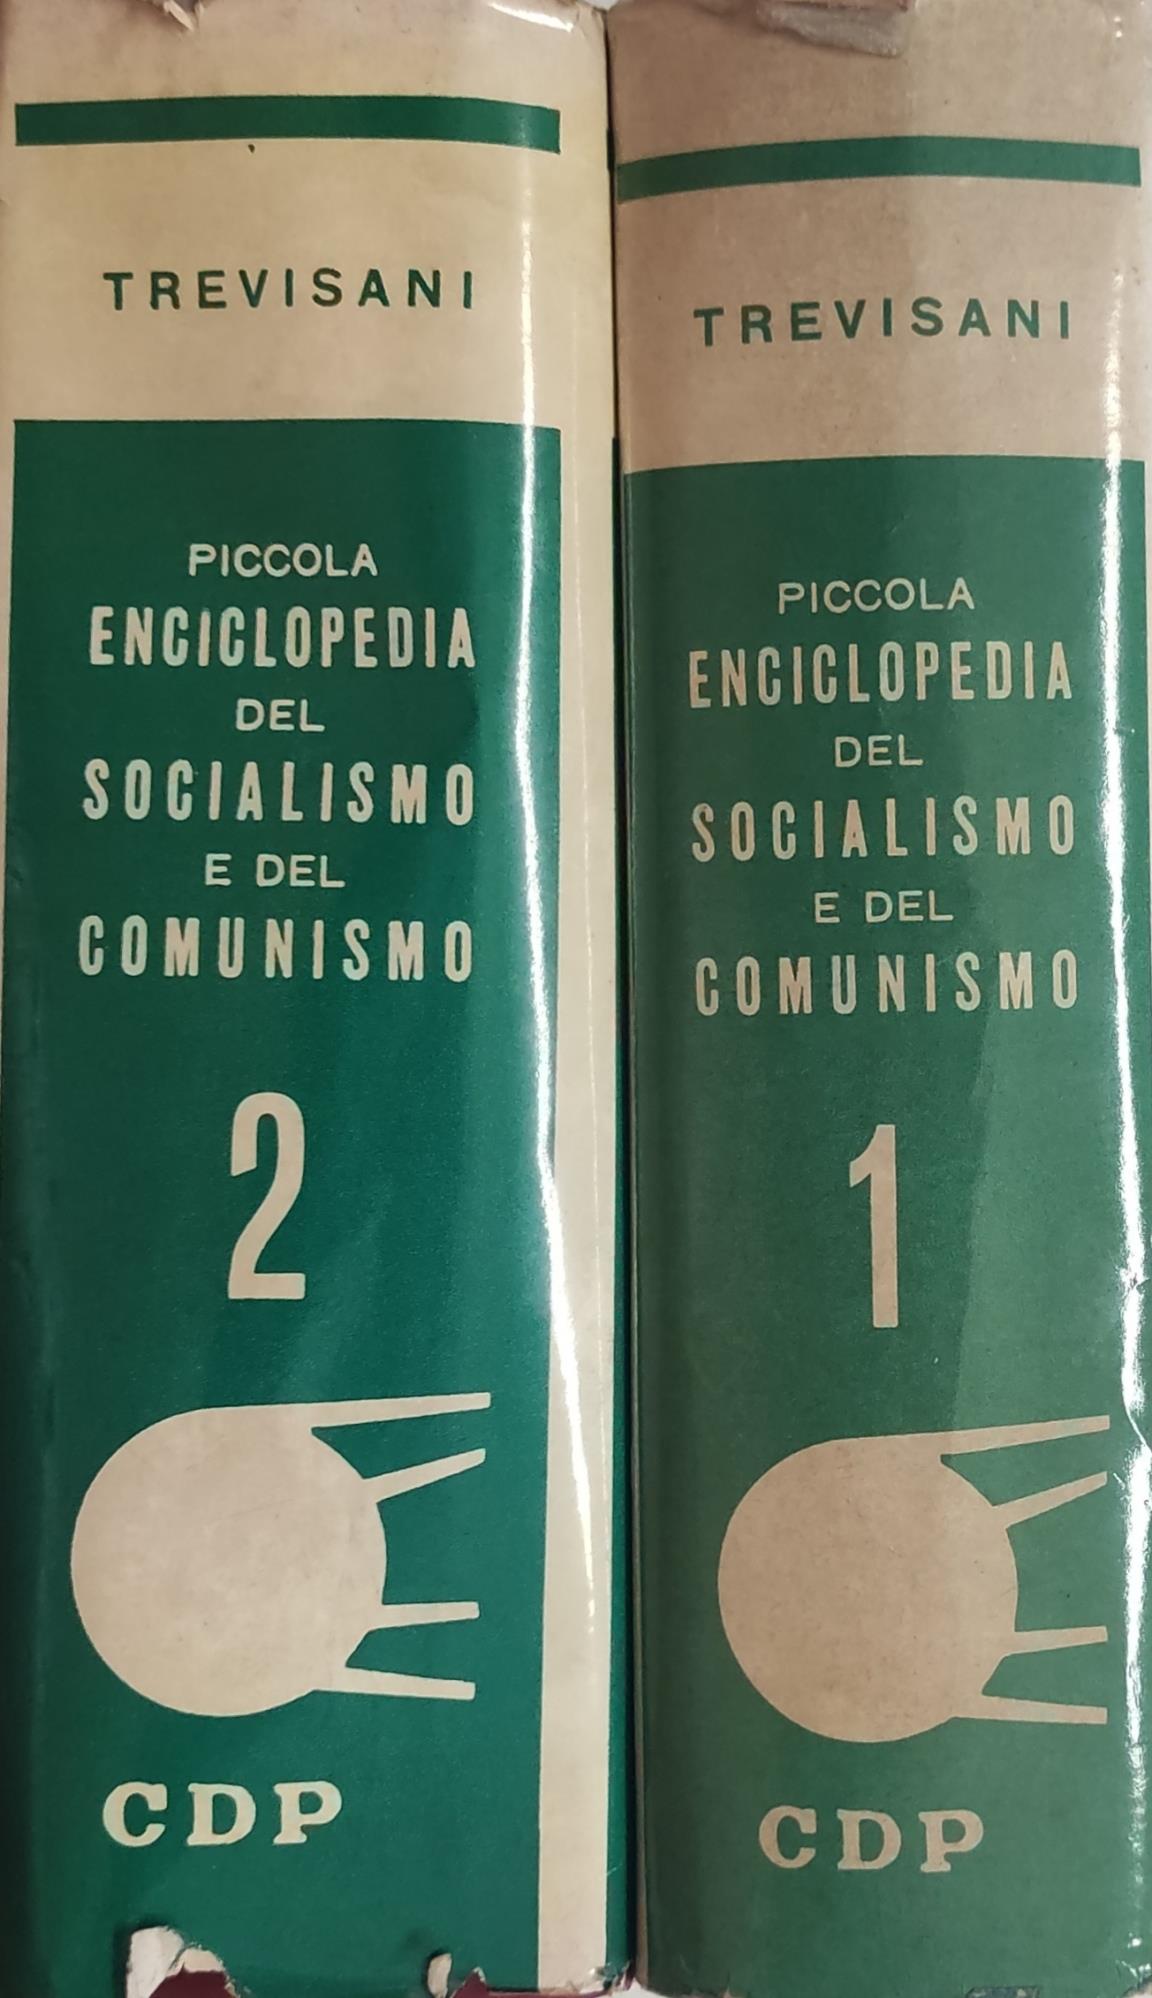 TREVISANI
PICCOLA
ENCICLOPEDIA
DEL
SOCIALISMO
E DEL
COMUNISMO
2
CDP
TREVISANI
PICCOLA
ENCICLOPEDIA
DEL
SOCIALISMO
E DEL
COMUNISMO
1
CDP